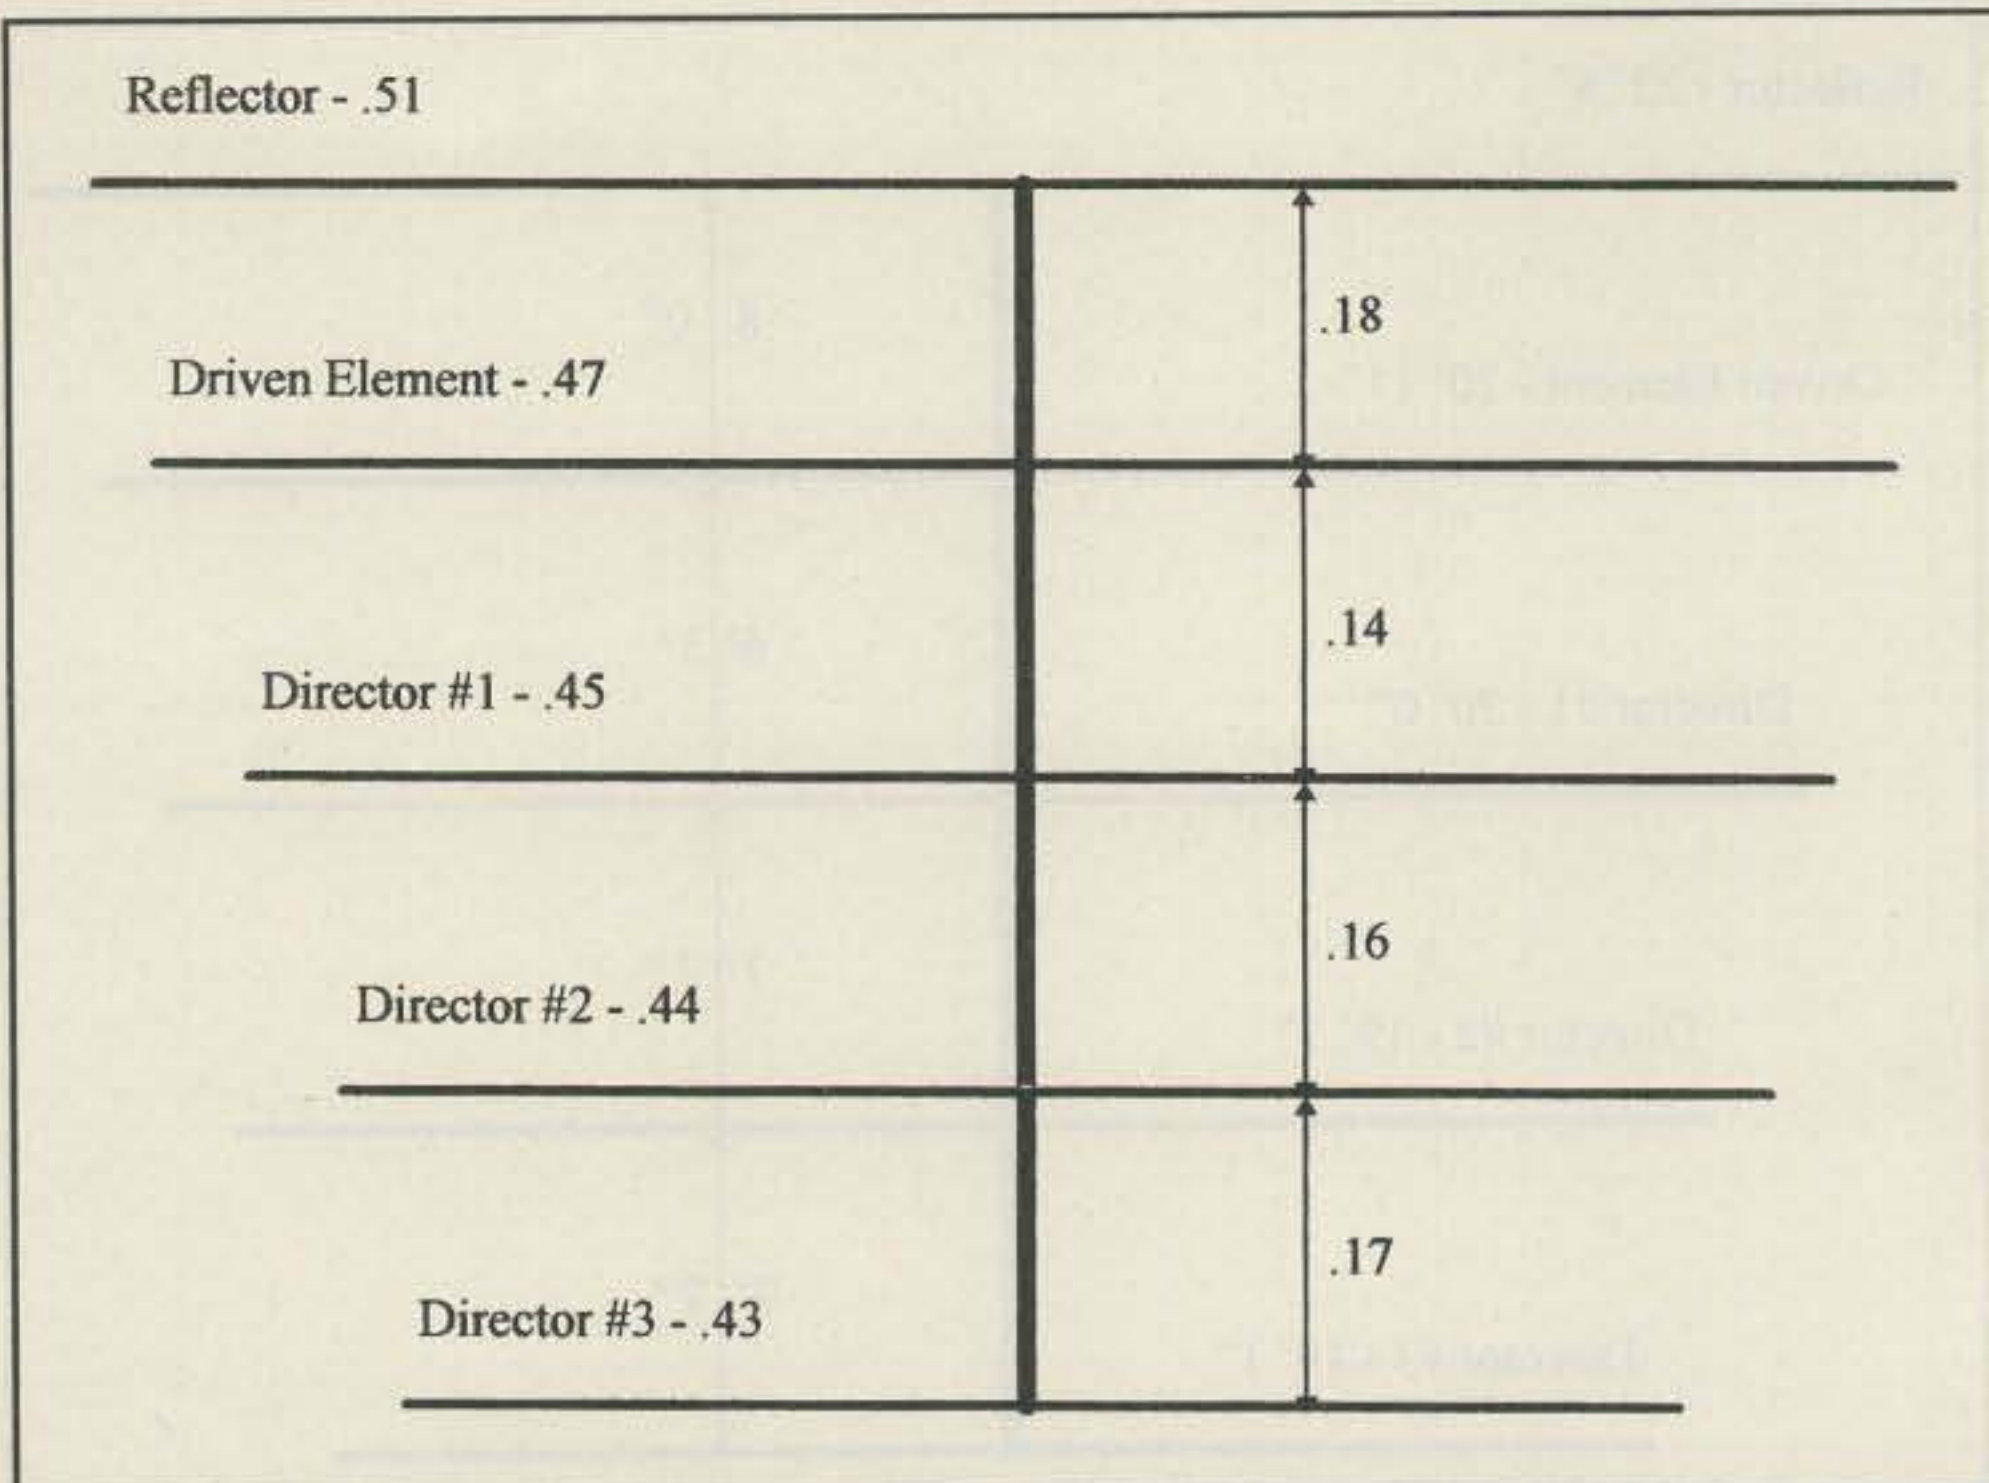 Reflector - .51
.18
Driven Element - .47
.14
Director #1 - .45
.16
Director #2 - .44
.17
Director #3 - .43